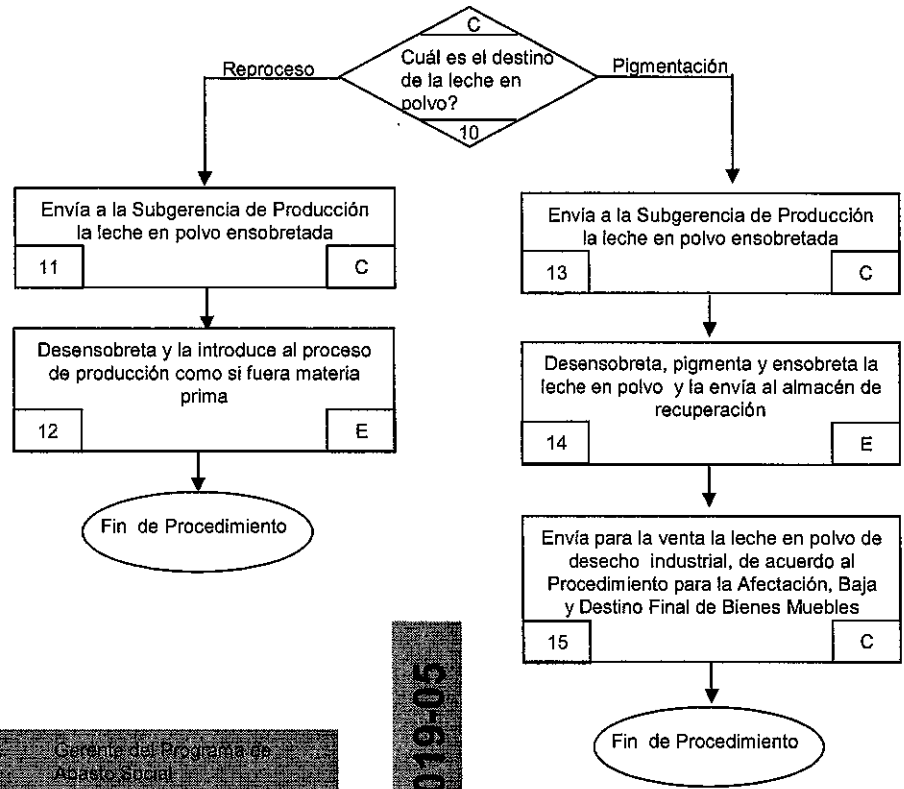 C
Cuál es el destino
de la leche en
polvo?
10
Reproceso
Pigmentación
Envía a la Subgerencia de Producción
la leche en polvo ensobretada
11
C
Desensobreta y la introduce al proceso
de producción como si fuera materia
prima
12
E
Fin de Procedimiento
Envía a la Subgerencia de Producción
la leche en polvo ensobretada
13
C
Desensobreta, pigmenta y ensobreta la
leche en polvo y la envía al almacén de
recuperación
14
E
Envía para la venta la leche en polvo de
desecho industrial, de acuerdo al
Procedimiento para la Afectación, Baja
y Destino Final de Bienes Muebles
15
C
Fin de Procedimiento
Gerente del Programa de
Abasto Social
019-05